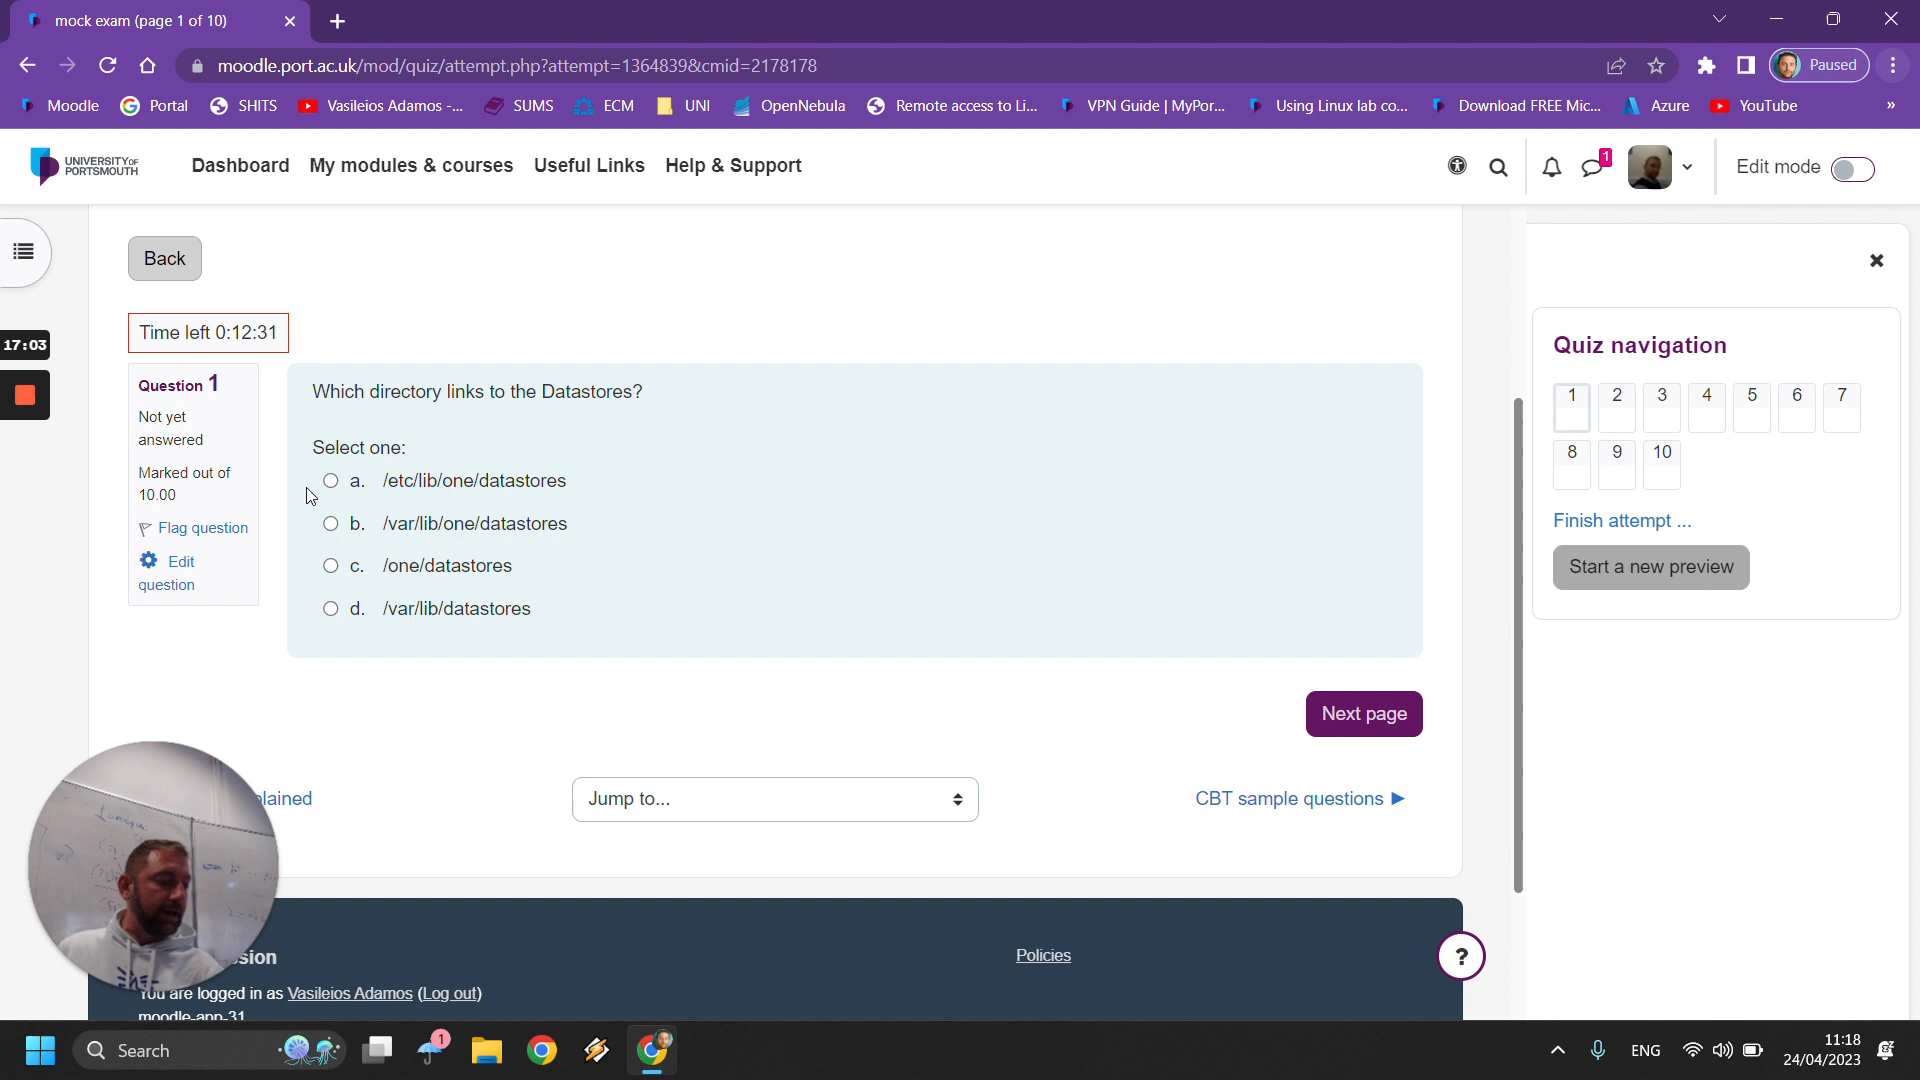 mock exam (page 1 of 10)
moodle.port.ac.uk/mod/quiz/attempt.php?attempt=1364839&cmid=2178178
Paused
Moodle
Portal
SHITS
Vasileios Adamos -...
SUMS
ECM
UNI
OpenNebula
Remote access to Li...
VPN Guide | MyPor...
Using Linux lab co...
Download FREE Mic...
Azure
YouTube
»
UNIVERSITY OF
PORTSMOUTH
Dashboard
My modules & courses
Useful Links
Help & Support
1
Edit mode
Back
Time left 0:12:31
17:03
Question 1
Not yet
answered
Marked out of
10.00
Flag question
Edit
question
Which directory links to the Datastores?
Select one:
a. /etc/lib/one/datastores
b. /var/lib/one/datastores
c. /one/datastores
d. /var/lib/datastores
Next page
Quiz navigation
1 2 3 4 5 6 7
8 9 10
Finish attempt ...
Start a new preview
plained
Jump to...
CBT sample questions ►
sion
Policies
?
You are logged in as Vasileios Adamos (Log out)
moodle-app-31
Search
1
ENG
11:18
24/04/2023